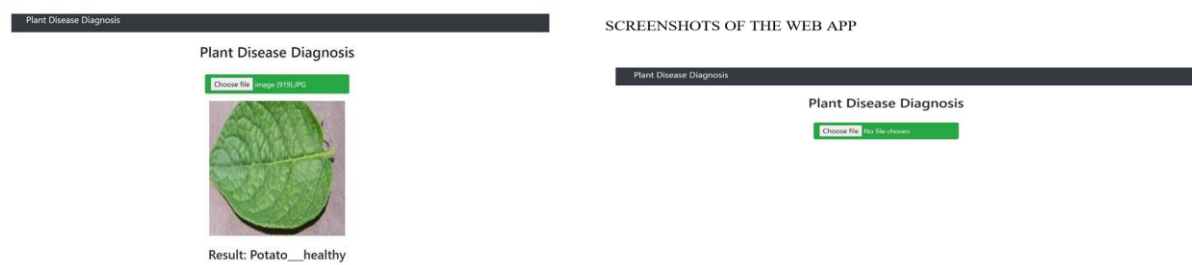 Plant Disease Diagnosis
Plant Disease Diagnosis
Choose file image (919).JPG
Result: Potato___healthy
SCREENSHOTS OF THE WEB APP
Plant Disease Diagnosis
Plant Disease Diagnosis
Choose file No file chosen